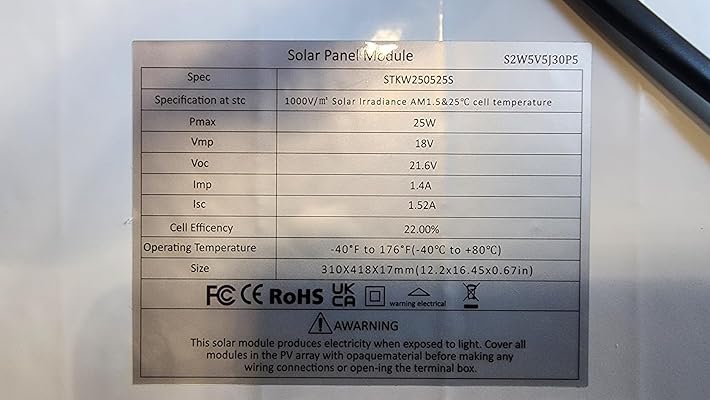 Solar Panel Module S2W5V5J30P5
Spec STKW250525S
Specification at stc 1000V/㎡ Solar Irradiance AM1.5&25℃ cell temperature
Pmax 25W
Vmp 18V
Voc 21.6V
Imp 1.4A
Isc 1.52A
Cell Efficency 22.00%
Operating Temperature -40°F to 176°F(-40℃ to +80℃)
Size 310X418X17mm(12.2x16.45x0.67in)
FC CE RoHS UK CA warning electrical
AWARNING
This solar module produces electricity when exposed to light. Cover all
modules in the PV array with opaquematerial before making any
wiring connections or open-ing the terminal box.